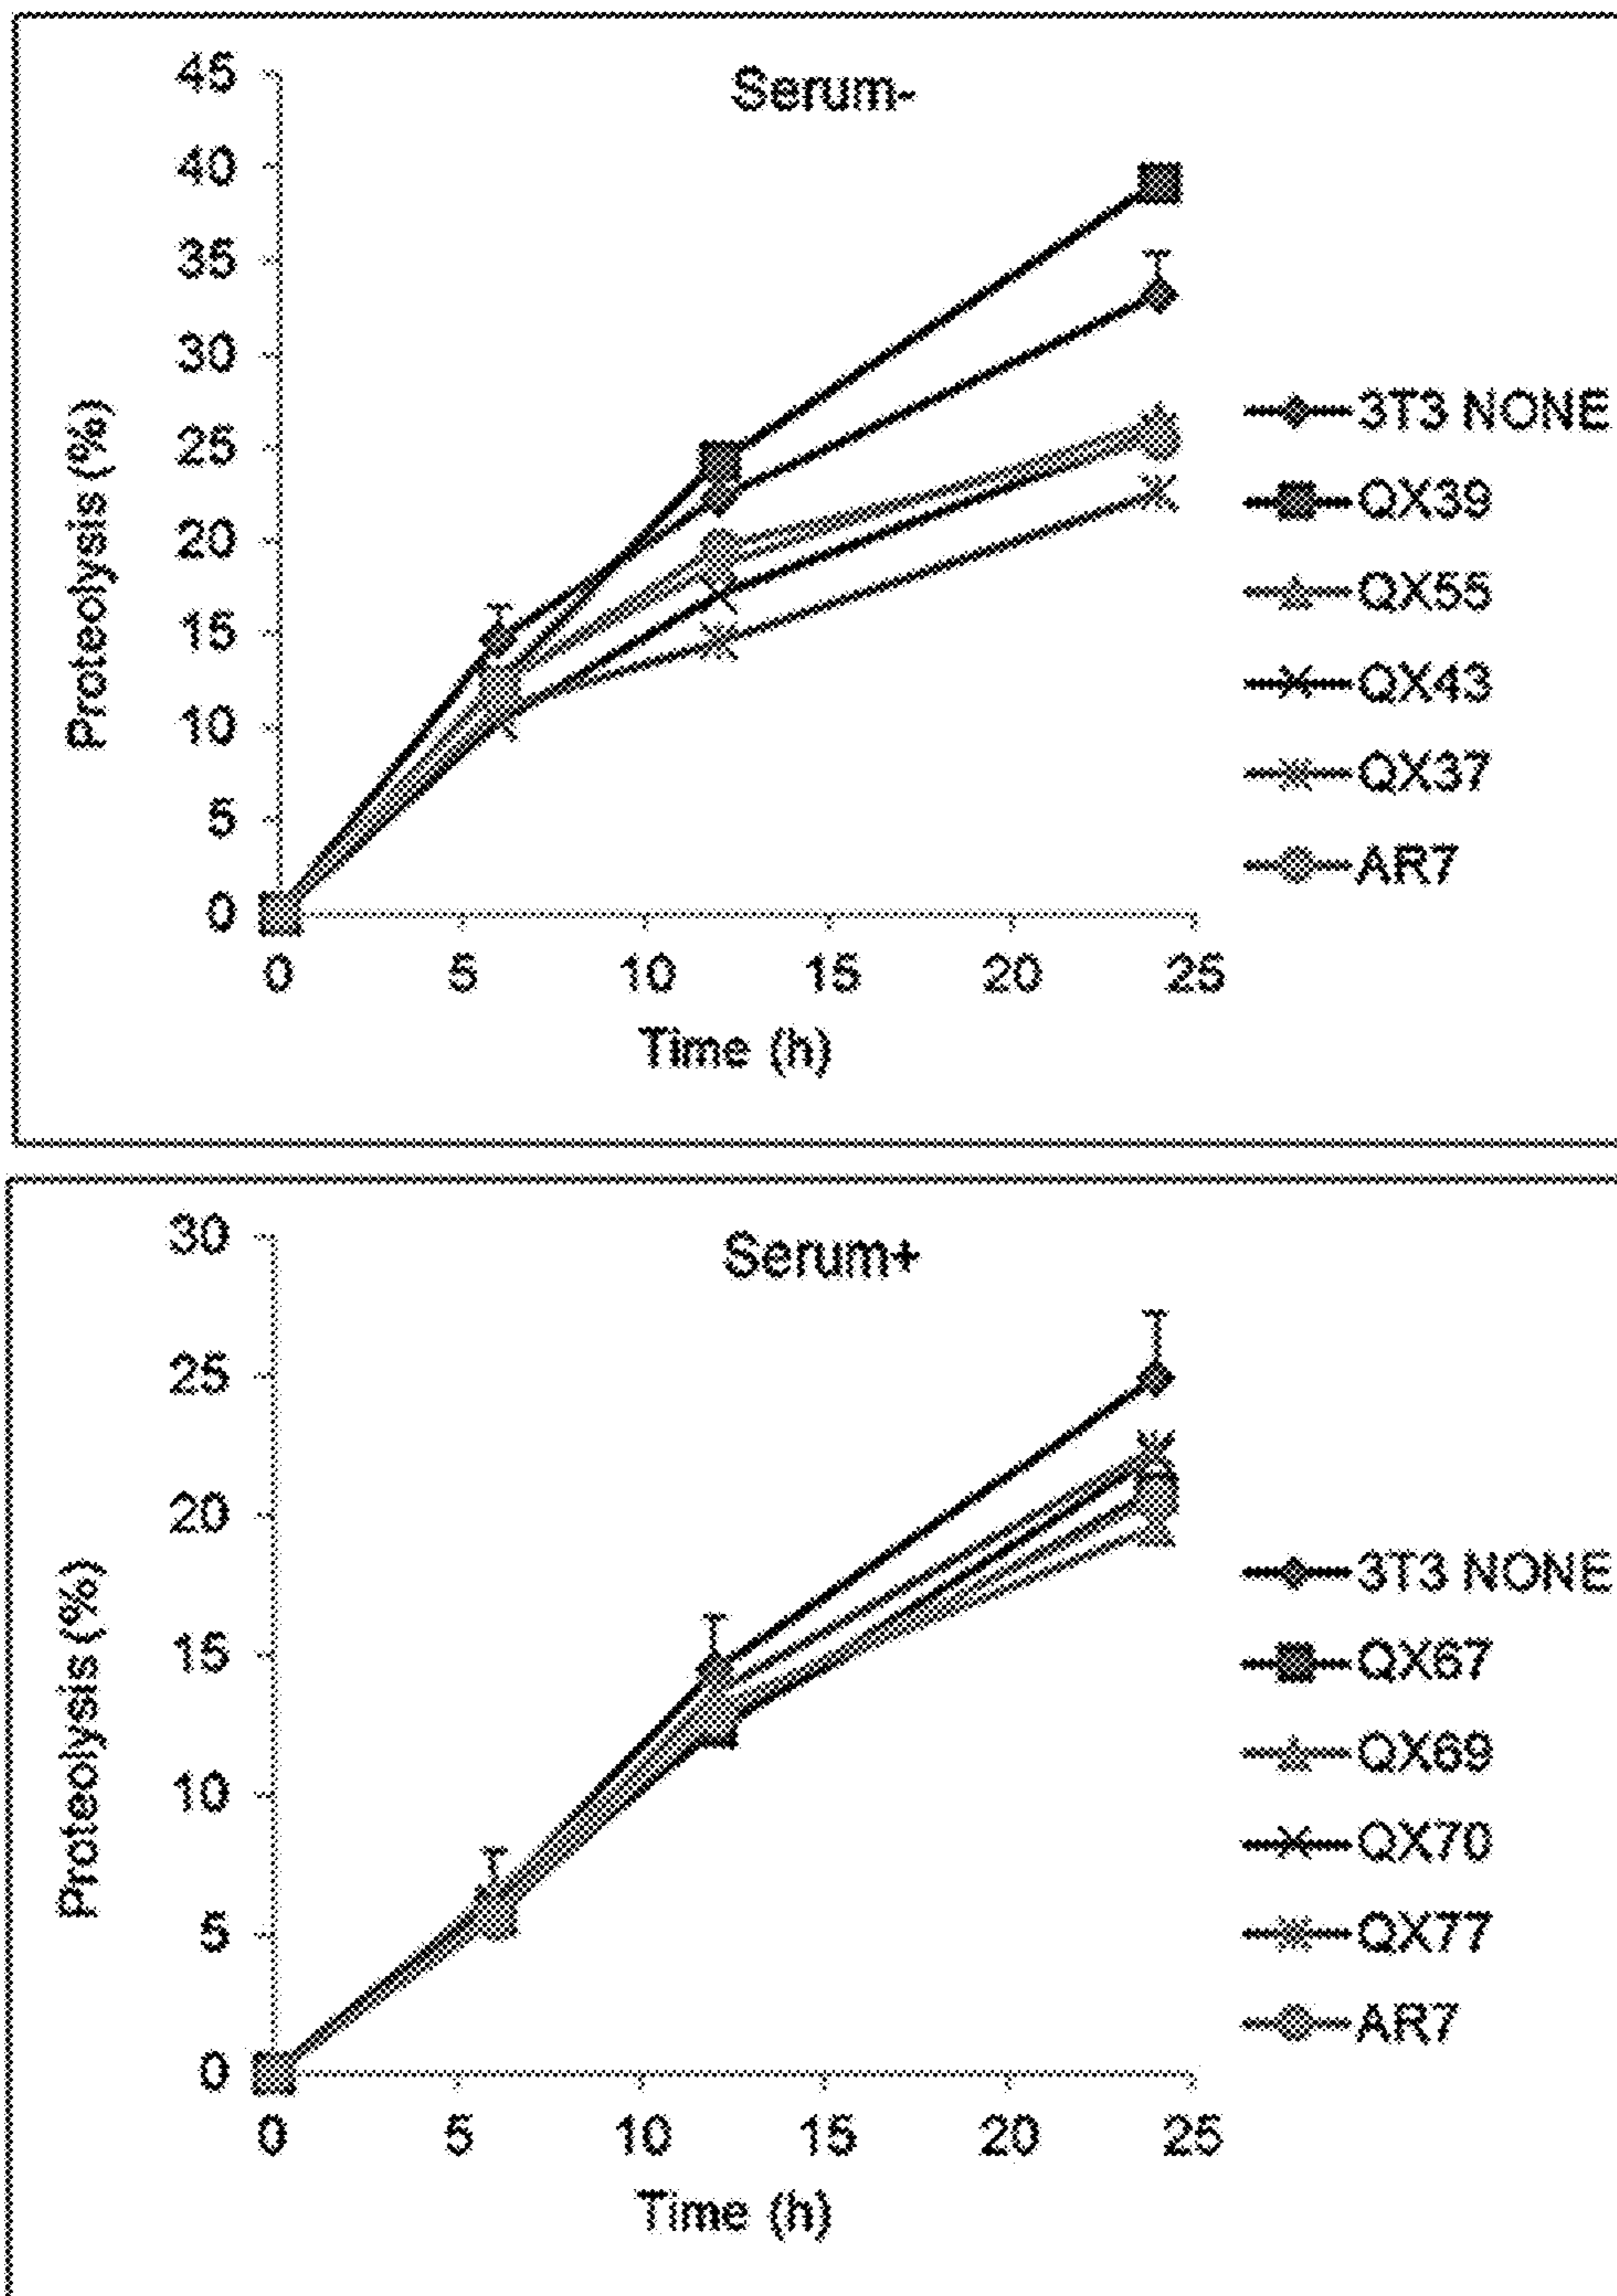 Serum-
45
40
35
30
25
20
15
10
5
0
Proteolysis (%)
0 5 10 15 20 25
Time (h)
3T3 NONE
QX39
QX55
QX43
QX37
AR7
Serum+
30
25
20
15
10
5
0
Proteolysis (%)
0 5 10 15 20 25
Time (h)
3T3 NONE
QX67
QX69
QX70
QX77
AR7